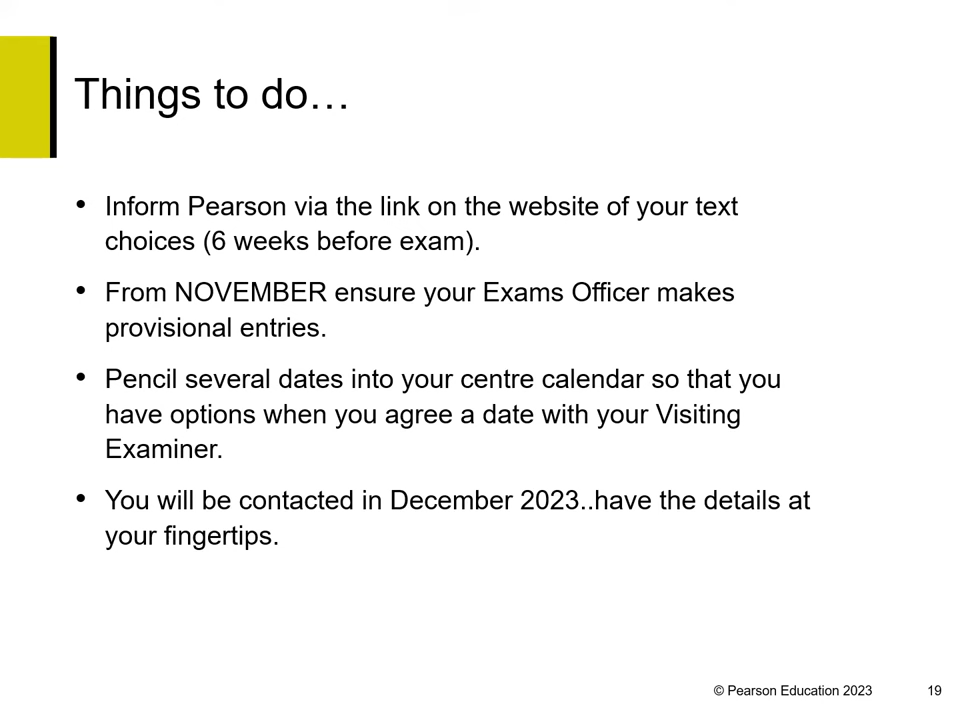 Things to do…
• Inform Pearson via the link on the website of your text
choices (6 weeks before exam).
• From NOVEMBER ensure your Exams Officer makes
provisional entries.
• Pencil several dates into your centre calendar so that you
have options when you agree a date with your Visiting
Examiner.
• You will be contacted in December 2023..have the details at
your fingertips.
© Pearson Education 2023 19